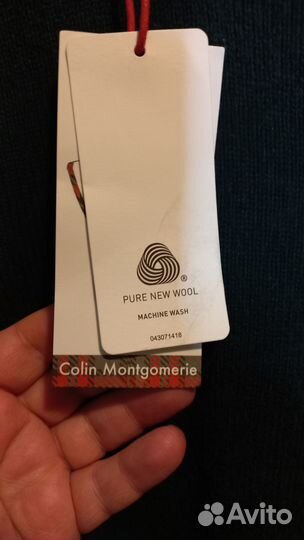 ®
PURE NEW WOOL
MACHINE WASH
043071418
Colin Montgomerie
Avito